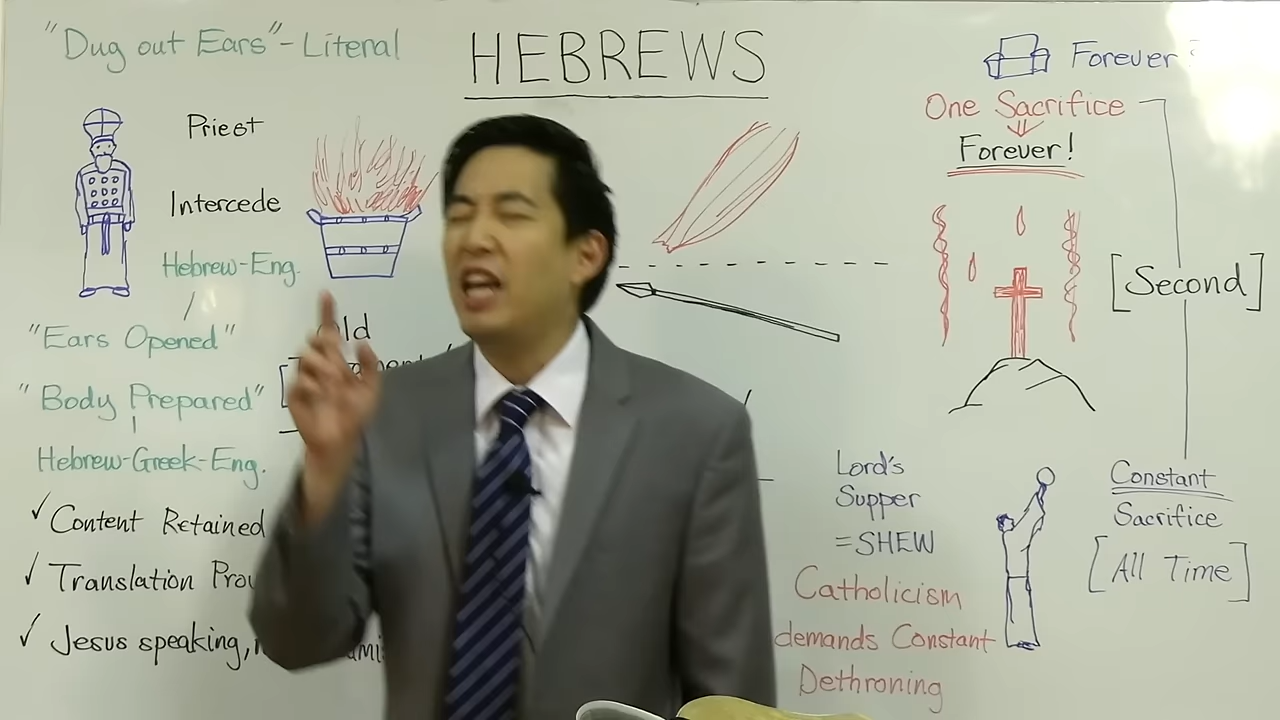 "Dug out Ears" - Literal
HEBREWS
Priest
Intercede
Hebrew-Eng.
"Ears Opened"
"Body Prepared"
Hebrew-Greek-Eng.
✓ Content Retained
✓ Translation
✓ Jesus speaking,
Old
Forever?
One Sacrifice
Forever!
[Second]
Lord's
Supper
=SHEW
Catholicism
demands Constant
Dethroning
Constant
Sacrifice
[All Time]